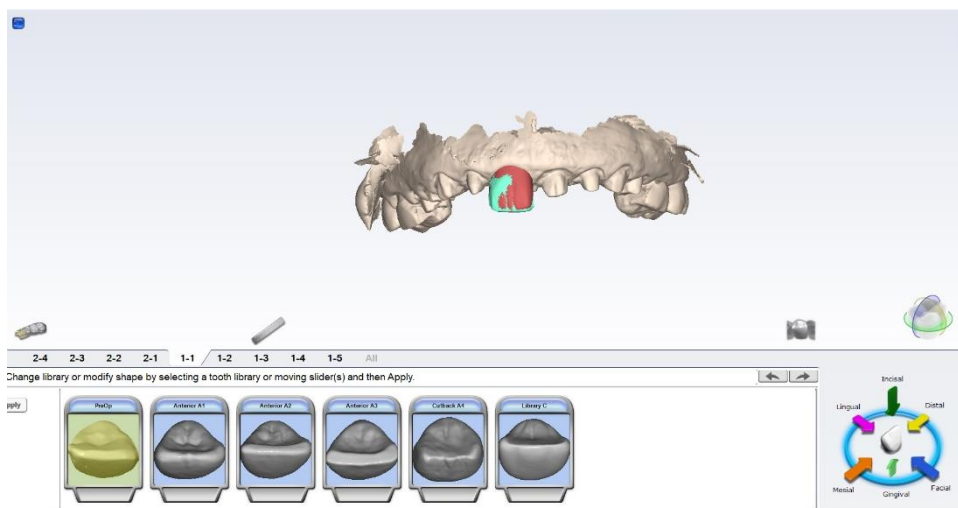 2-4 2-3 2-2 2-1 1-1 1-2 1-3 1-4 1-5 All
Change library or modify shape by selecting a tooth library or moving slider(s) and then Apply.
pply
PreOp Anterior A1 Anterior A2 Anterior A3 Cutback A4 Library C
Incisal
Lingual Distal
Mesial Facial
Gingival